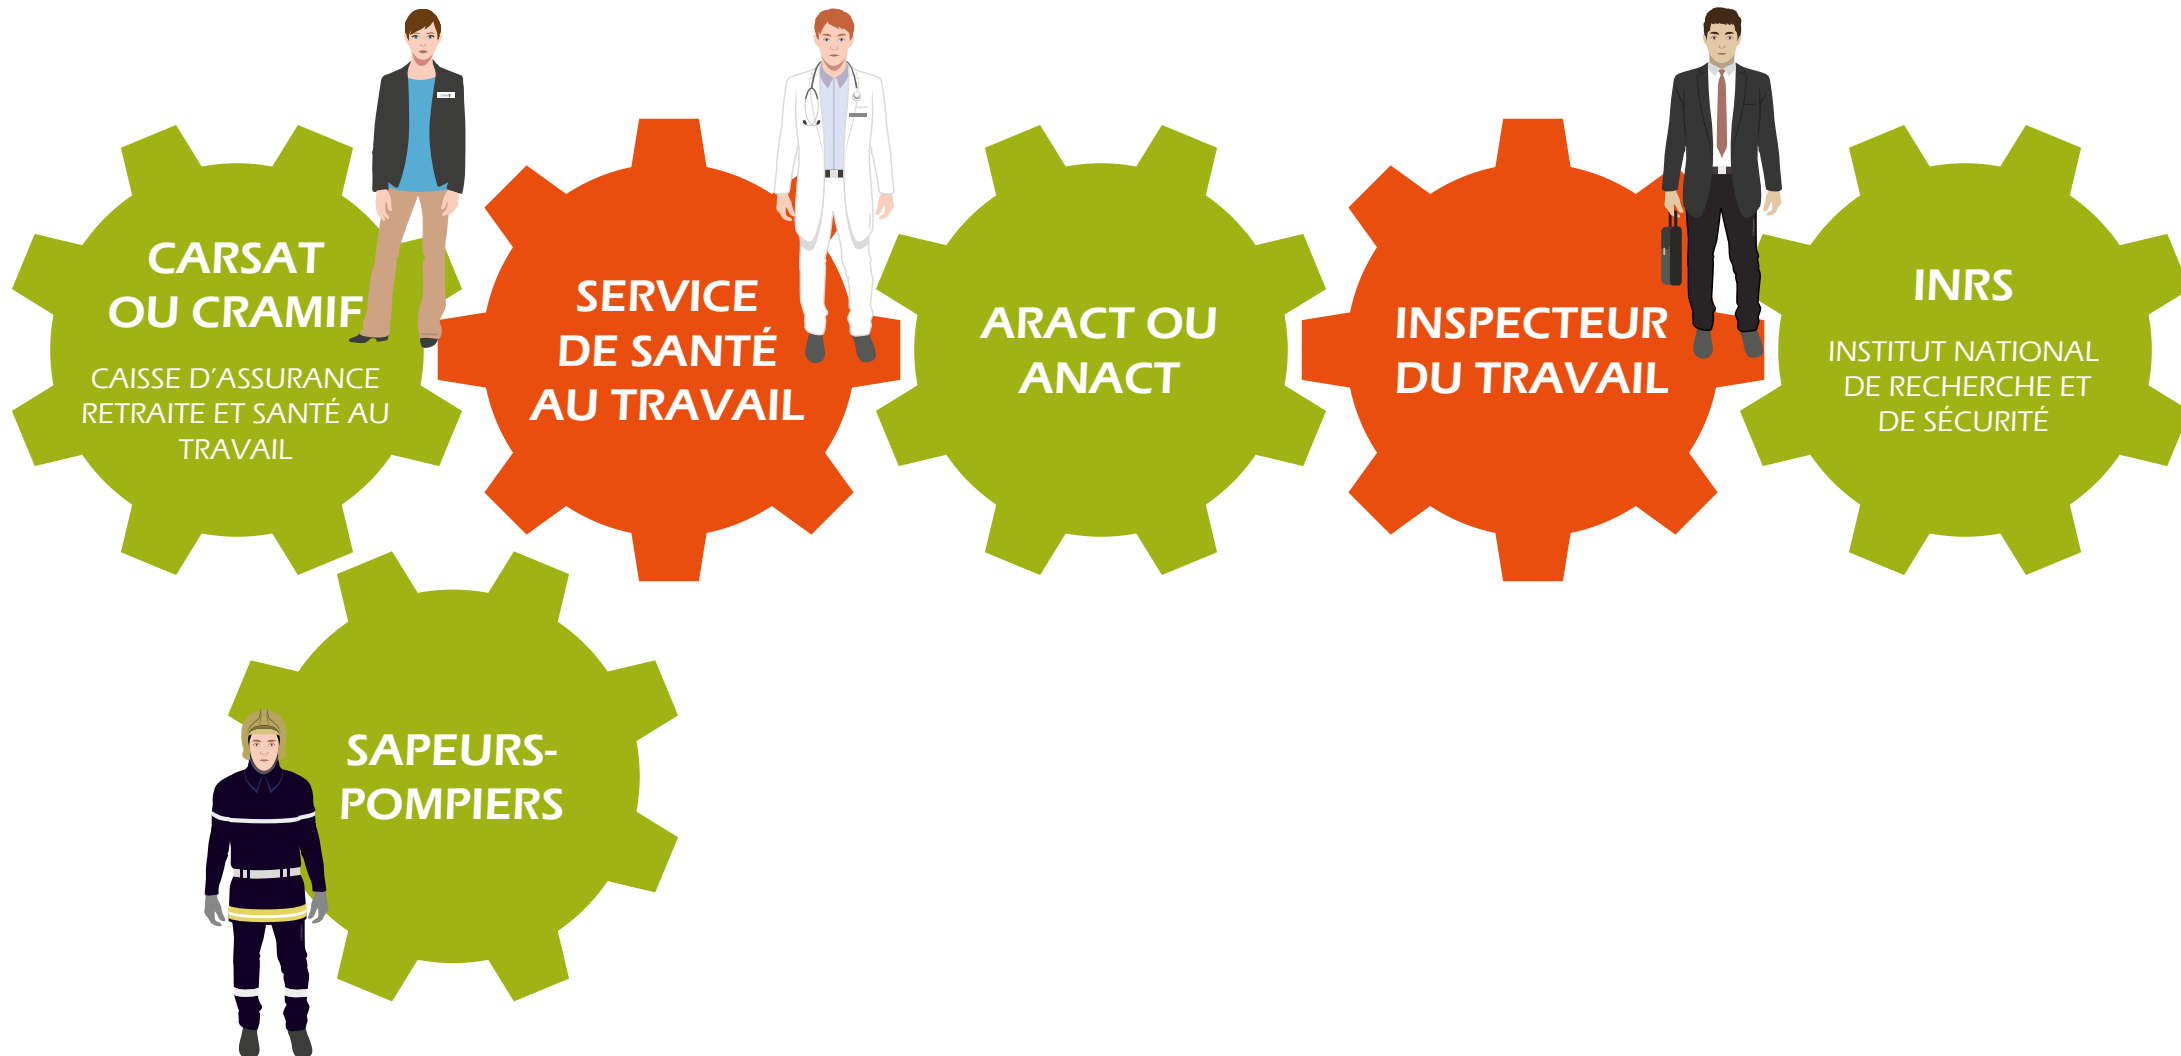 CARSAT
OU CRAMIF
CAISSE D'ASSURANCE
RETRAITE ET SANTÉ AU
TRAVAIL
SERVICE
DE SANTÉ
AU TRAVAIL
ARACT OU
ANACT
INSPECTEUR
DU TRAVAIL
INRS
INSTITUT NATIONAL
DE RECHERCHE ET
DE SÉCURITÉ
SAPEURS-
POMPIERS